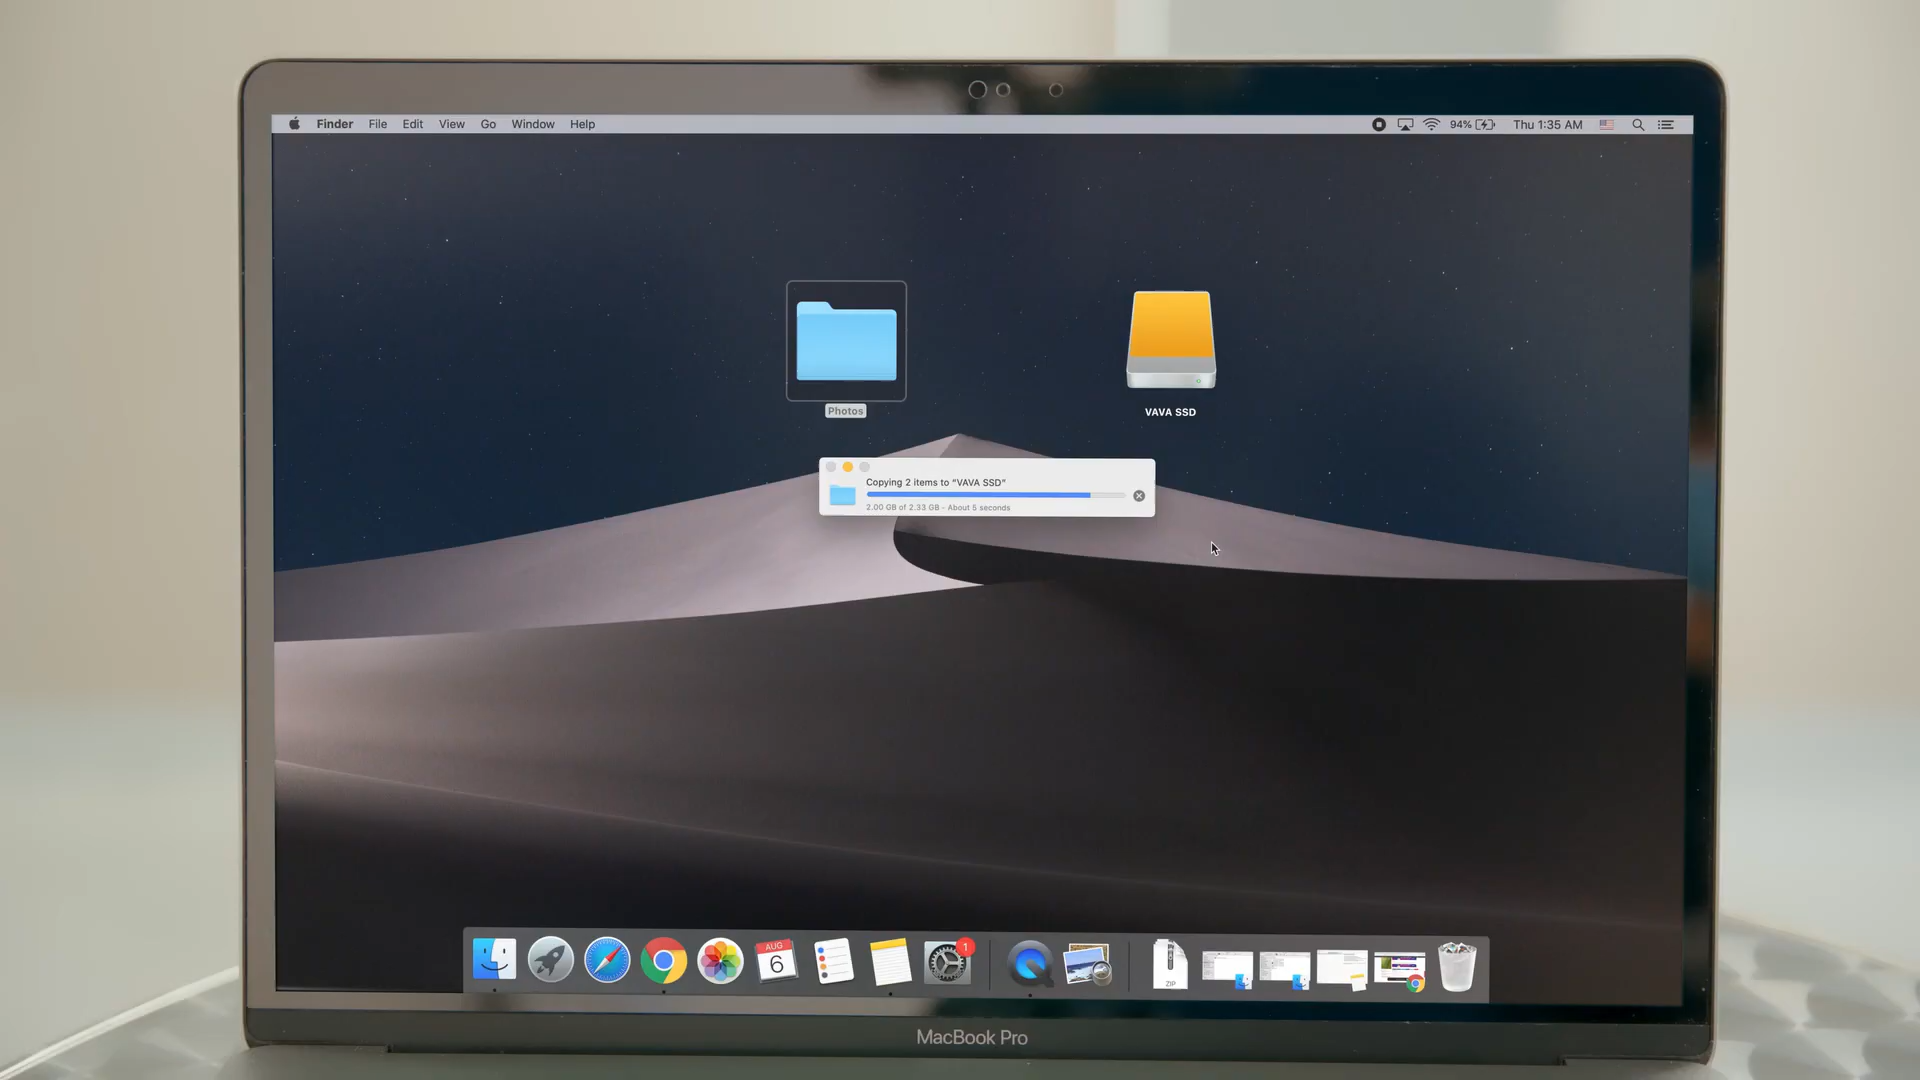 Finder File Edit View Go Window Help 94% Thu 1:35 AM
Photos
VAVA SSD
Copying 2 items to “VAVA SSD”
2.00 GB of 2.33 GB - About 5 seconds
AUG
6
1
ZIP
MacBook Pro